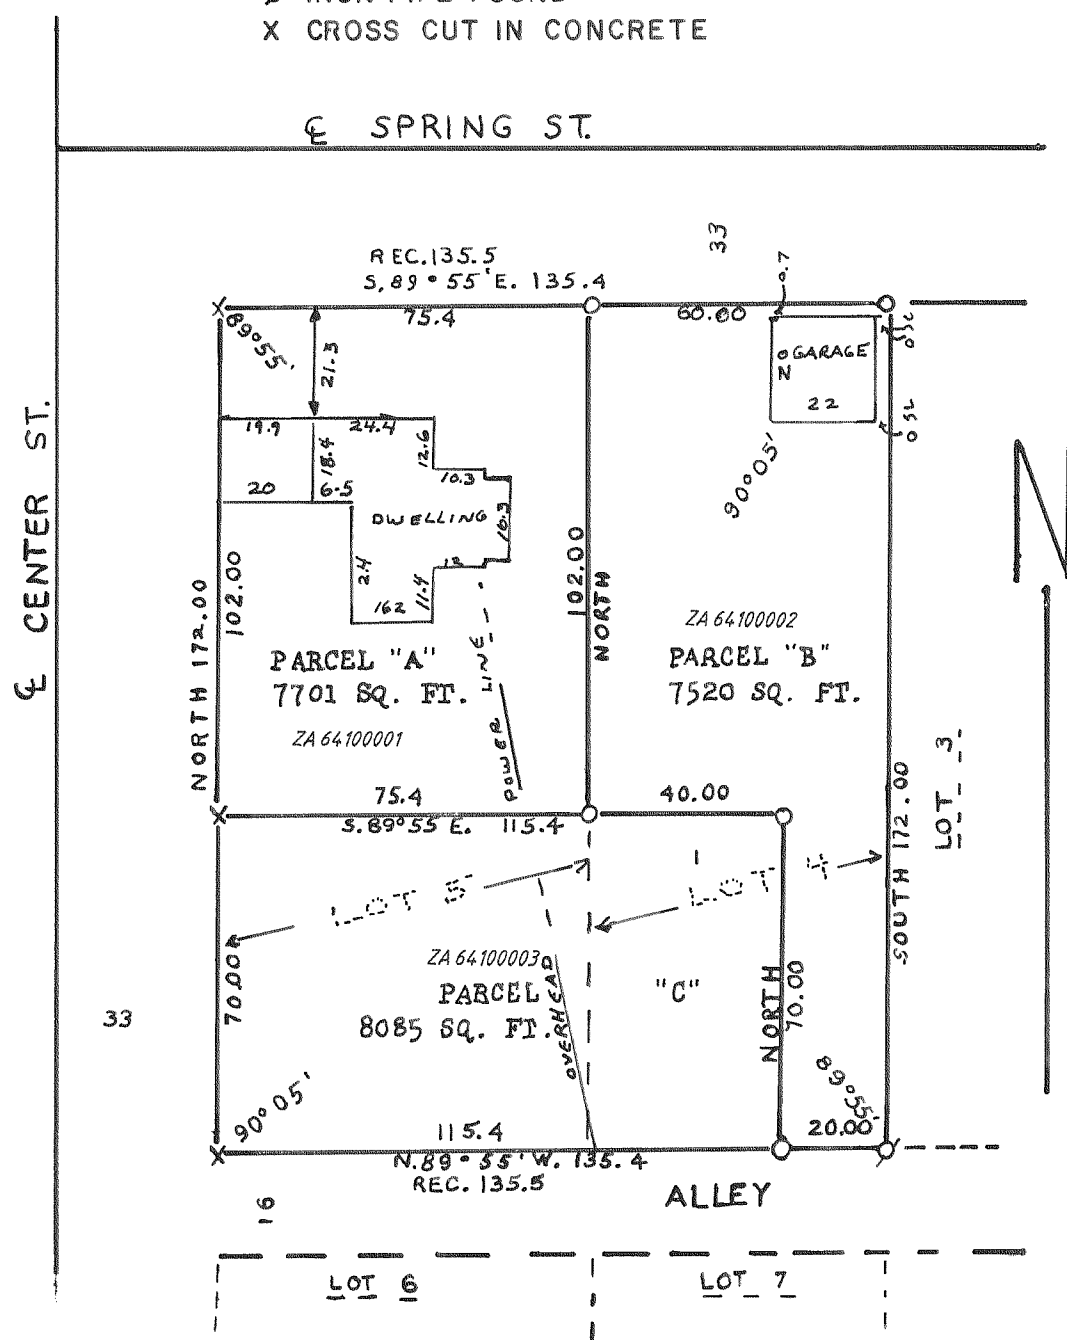 X CROSS CUT IN CONCRETE
℄ SPRING ST.
℄ CENTER ST.
33
REC. 135.5
S. 89° 55' E. 135.4
75.4
60.00
0.7
89° 55'
21.3
GARAGE
20
22
90° 05'
19.9
24.4
12.6
18.4
10.3
20
6.5
DWELLING
16.3
24
12
162
11.4
NORTH 172.00
102.00
102.00
NORTH
PARCEL "A"
7701 SQ. FT.
ZA 64100001
POWER LINE
ZA 64100002
PARCEL "B"
7520 SQ. FT.
LOT 3
SOUTH 172.00
75.4
40.00
S. 89° 55 E. 115.4
LOT 5
LOT 4
70.00
ZA 64100003
PARCEL "C"
8085 SQ. FT.
OVERHEAD
NORTH
70.00
33
90° 05'
89° 55'
115.4
20.00
N. 89° 55' W. 135.4
REC. 135.5
16
ALLEY
LOT 6
LOT 7
N